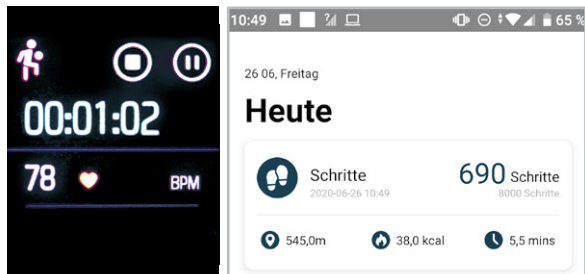 00:01:02
78 BPM
10:49 65 %
26 06, Freitag
Heute
Schritte 690 Schritte
2020-06-26 10:49 8000 Schritte
545,0m 38,0 kcal 5,5 mins